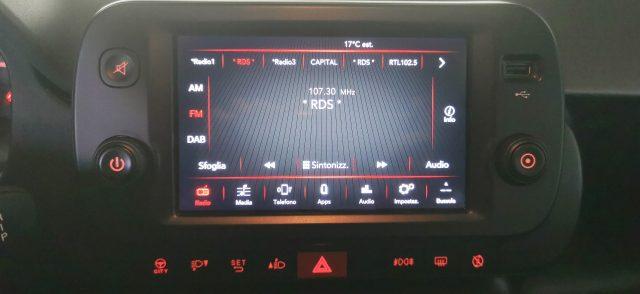 17°C est.
*Radio1 *RDS* *Radio3 CAPITAL *RDS* RTL102.5
AM
107.30 MHz
*RDS*
FM
Info
DAB
Sfoglia Sintonizz. Audio
Radio Media Telefono Apps Audio Impostaz. Bussola
CITY SET